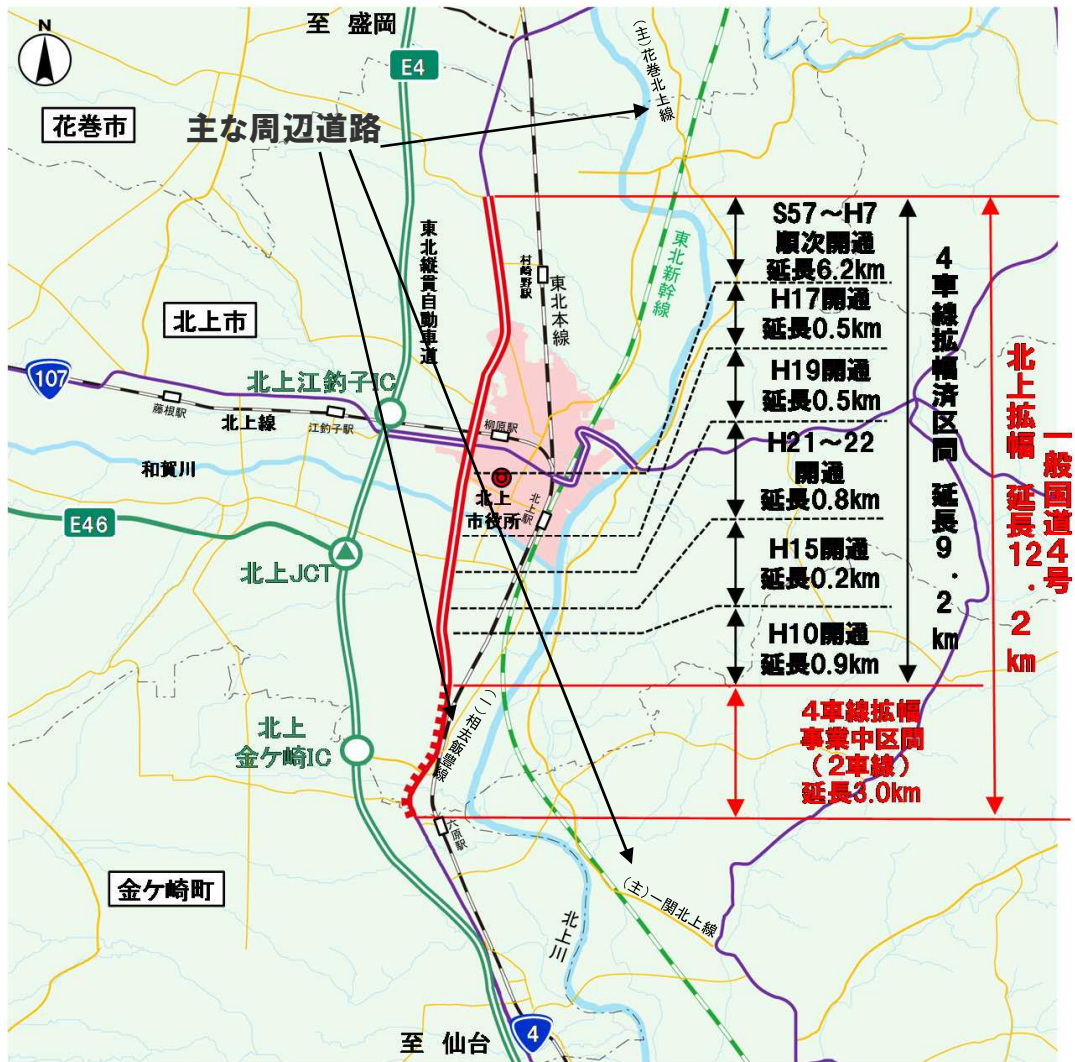 N
至 盛岡
E4
花巻市
主な周辺道路
(主)花巻北上線
東北縦貫自動車道
村崎野駅
東北本線
東北新幹線
北上市
107
北上江釣子IC
藤根駅
北上線
江釣子駅
柳原駅
和賀川
北上
市役所
北上駅
E46
北上JCT
北上
金ケ崎IC
(一)相去飯豊線
六原駅
金ケ崎町
(主)一関北上線
北上川
至 仙台
4
S57～H7
順次開通
延長6.2km
H17開通
延長0.5km
H19開通
延長0.5km
H21～22
開通
延長0.8km
H15開通
延長0.2km
H10開通
延長0.9km
4車線拡幅
事業中区間
(2車線)
延長3.0km
4車線拡幅済区間 延長9.2km
一般国道4号
北上拡幅 延長12.2km